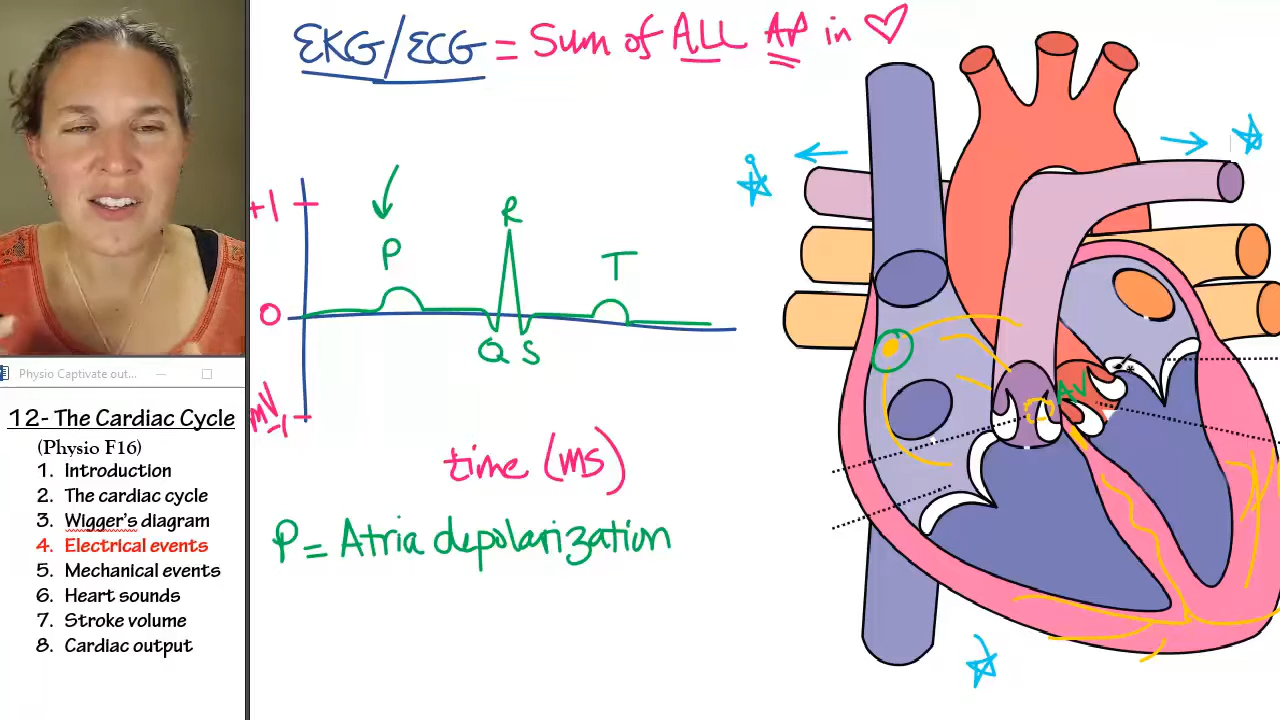 EKG/ECG = Sum of ALL AP in
+1
0
mV
-1
P
R
Q S
T
time (ms)
P = Atria depolarization
AV
Physio Captivate out...
12- The Cardiac Cycle
(Physio F16)
1. Introduction
2. The cardiac cycle
3. Wigger's diagram
4. Electrical events
5. Mechanical events
6. Heart sounds
7. Stroke volume
8. Cardiac output